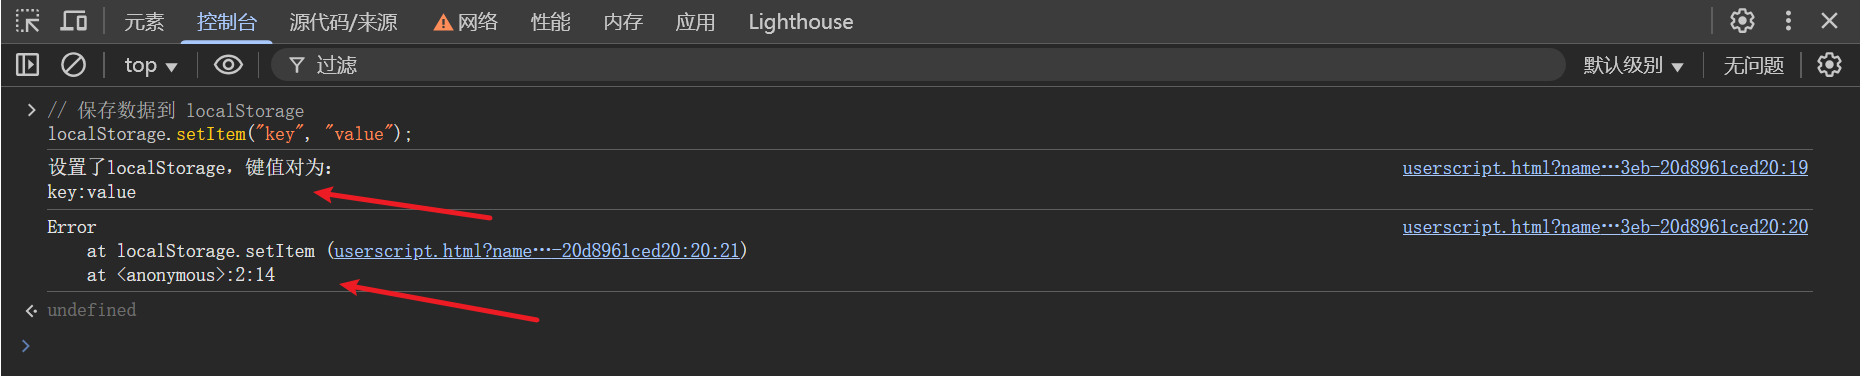 元素 控制台 源代码/来源 网络 性能 内存 应用 Lighthouse
top 过滤 默认级别 无问题
// 保存数据到 localStorage
localStorage.setItem("key", "value");
设置了localStorage，键值对为： userscript.html?name…3eb-20d8961ced20:19
key:value
Error userscript.html?name…3eb-20d8961ced20:20
at localStorage.setItem (userscript.html?name…-20d8961ced20:20:21)
at <anonymous>:2:14
undefined